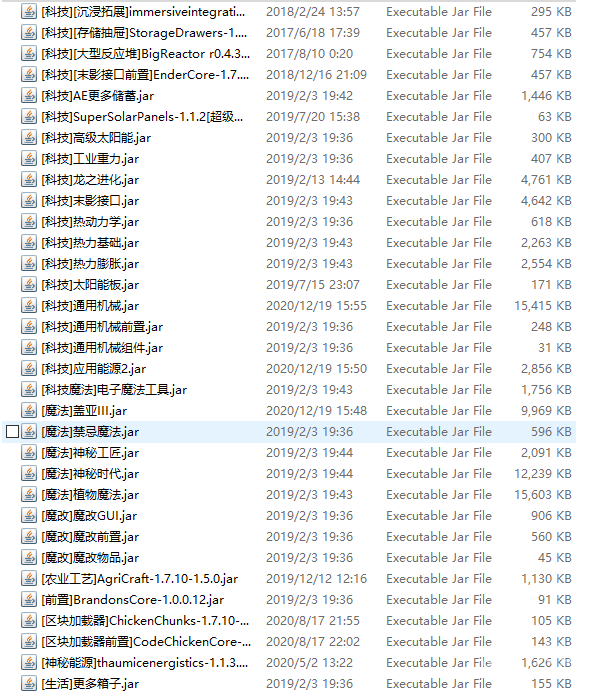 [科技][沉浸拓展]immersiveintegrati... 2018/2/24 13:57 Executable Jar File 295 KB
[科技][存储抽屉]StorageDrawers-1.... 2017/6/18 17:39 Executable Jar File 457 KB
[科技][大型反应堆]BigReactor r0.4.3... 2017/8/10 0:20 Executable Jar File 754 KB
[科技][末影接口前置]EnderCore-1.7.... 2018/12/16 21:09 Executable Jar File 457 KB
[科技]AE更多储蓄.jar 2019/2/3 19:42 Executable Jar File 1,446 KB
[科技]SuperSolarPanels-1.1.2[超级... 2019/7/20 15:38 Executable Jar File 63 KB
[科技]高级太阳能.jar 2019/2/3 19:36 Executable Jar File 300 KB
[科技]工业重力.jar 2019/2/3 19:36 Executable Jar File 407 KB
[科技]龙之进化.jar 2019/2/13 14:44 Executable Jar File 4,761 KB
[科技]末影接口.jar 2019/2/3 19:43 Executable Jar File 4,642 KB
[科技]热动力学.jar 2019/2/3 19:36 Executable Jar File 618 KB
[科技]热力基础.jar 2019/2/3 19:43 Executable Jar File 2,263 KB
[科技]热力膨胀.jar 2019/2/3 19:43 Executable Jar File 2,554 KB
[科技]太阳能板.jar 2019/7/15 23:07 Executable Jar File 171 KB
[科技]通用机械.jar 2020/12/19 15:55 Executable Jar File 15,415 KB
[科技]通用机械前置.jar 2019/2/3 19:36 Executable Jar File 248 KB
[科技]通用机械组件.jar 2019/2/3 19:36 Executable Jar File 31 KB
[科技]应用能源2.jar 2020/12/19 15:50 Executable Jar File 2,856 KB
[科技魔法]电子魔法工具.jar 2019/2/3 19:43 Executable Jar File 1,756 KB
[魔法]盖亚III.jar 2020/12/19 15:48 Executable Jar File 9,969 KB
[魔法]禁忌魔法.jar 2019/2/3 19:36 Executable Jar File 596 KB
[魔法]神秘工匠.jar 2019/2/3 19:44 Executable Jar File 2,091 KB
[魔法]神秘时代.jar 2019/2/3 19:44 Executable Jar File 12,239 KB
[魔法]植物魔法.jar 2019/2/3 19:43 Executable Jar File 15,603 KB
[魔改]魔改GUI.jar 2019/2/3 19:36 Executable Jar File 906 KB
[魔改]魔改前置.jar 2019/2/3 19:36 Executable Jar File 560 KB
[魔改]魔改物品.jar 2019/2/3 19:36 Executable Jar File 45 KB
[农业工艺]AgriCraft-1.7.10-1.5.0.jar 2019/12/12 12:16 Executable Jar File 1,130 KB
[前置]BrandonsCore-1.0.0.12.jar 2019/2/3 19:36 Executable Jar File 91 KB
[区块加载器]ChickenChunks-1.7.10-... 2020/8/17 21:55 Executable Jar File 105 KB
[区块加载器前置]CodeChickenCore-... 2020/8/17 22:02 Executable Jar File 143 KB
[神秘能源]thaumicenergistics-1.1.3.... 2020/5/2 13:22 Executable Jar File 1,626 KB
[生活]更多箱子.jar 2019/2/3 19:36 Executable Jar File 155 KB